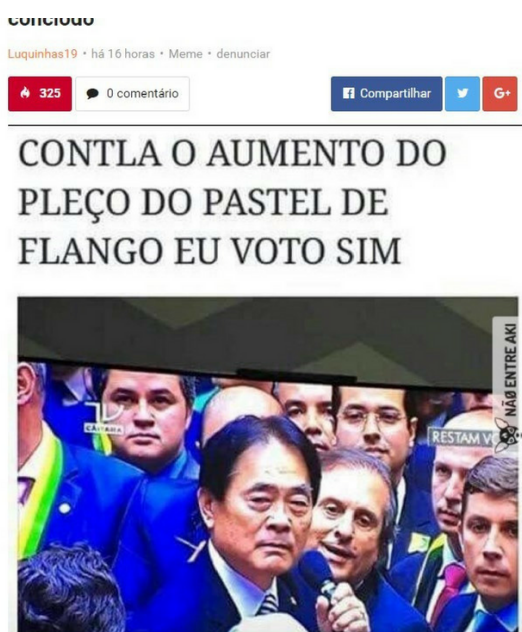 conclodo
Luquinhas19 • há 16 horas • Meme • denunciar
325
0 comentário
Compartilhar
G+
CONTLA O AUMENTO DO
PLEÇO DO PASTEL DE
FLANGO EU VOTO SIM
NÃO ENTRE AKI
CÂMARA
RESTAM